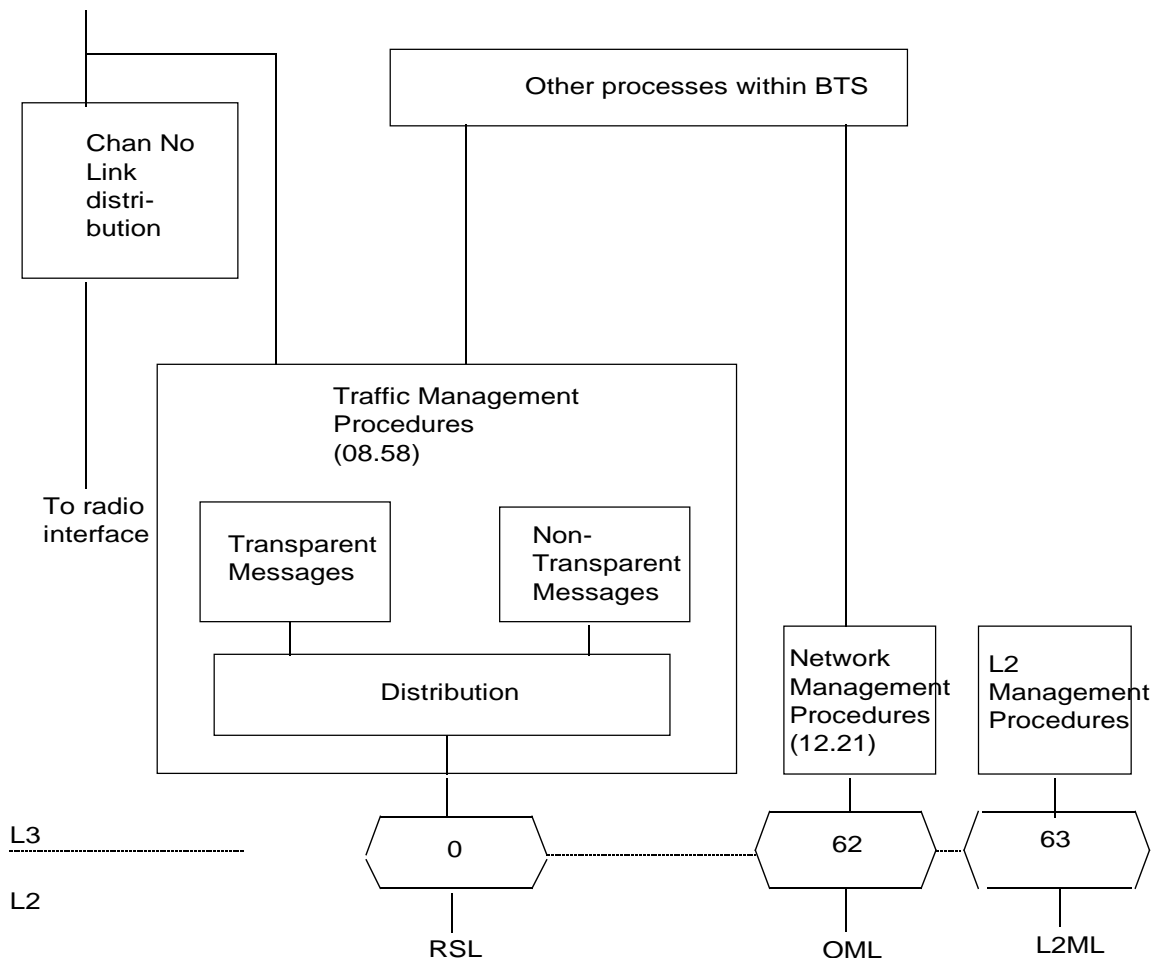 Other processes within BTS
Chan No
Link
distri-
bution
Traffic Management
Procedures
(08.58)
To radio
interface
Transparent
Messages
Non-
Transparent
Messages
Distribution
Network
Management
Procedures
(12.21)
L2
Management
Procedures
L3
0
62
63
L2
RSL
OML
L2ML